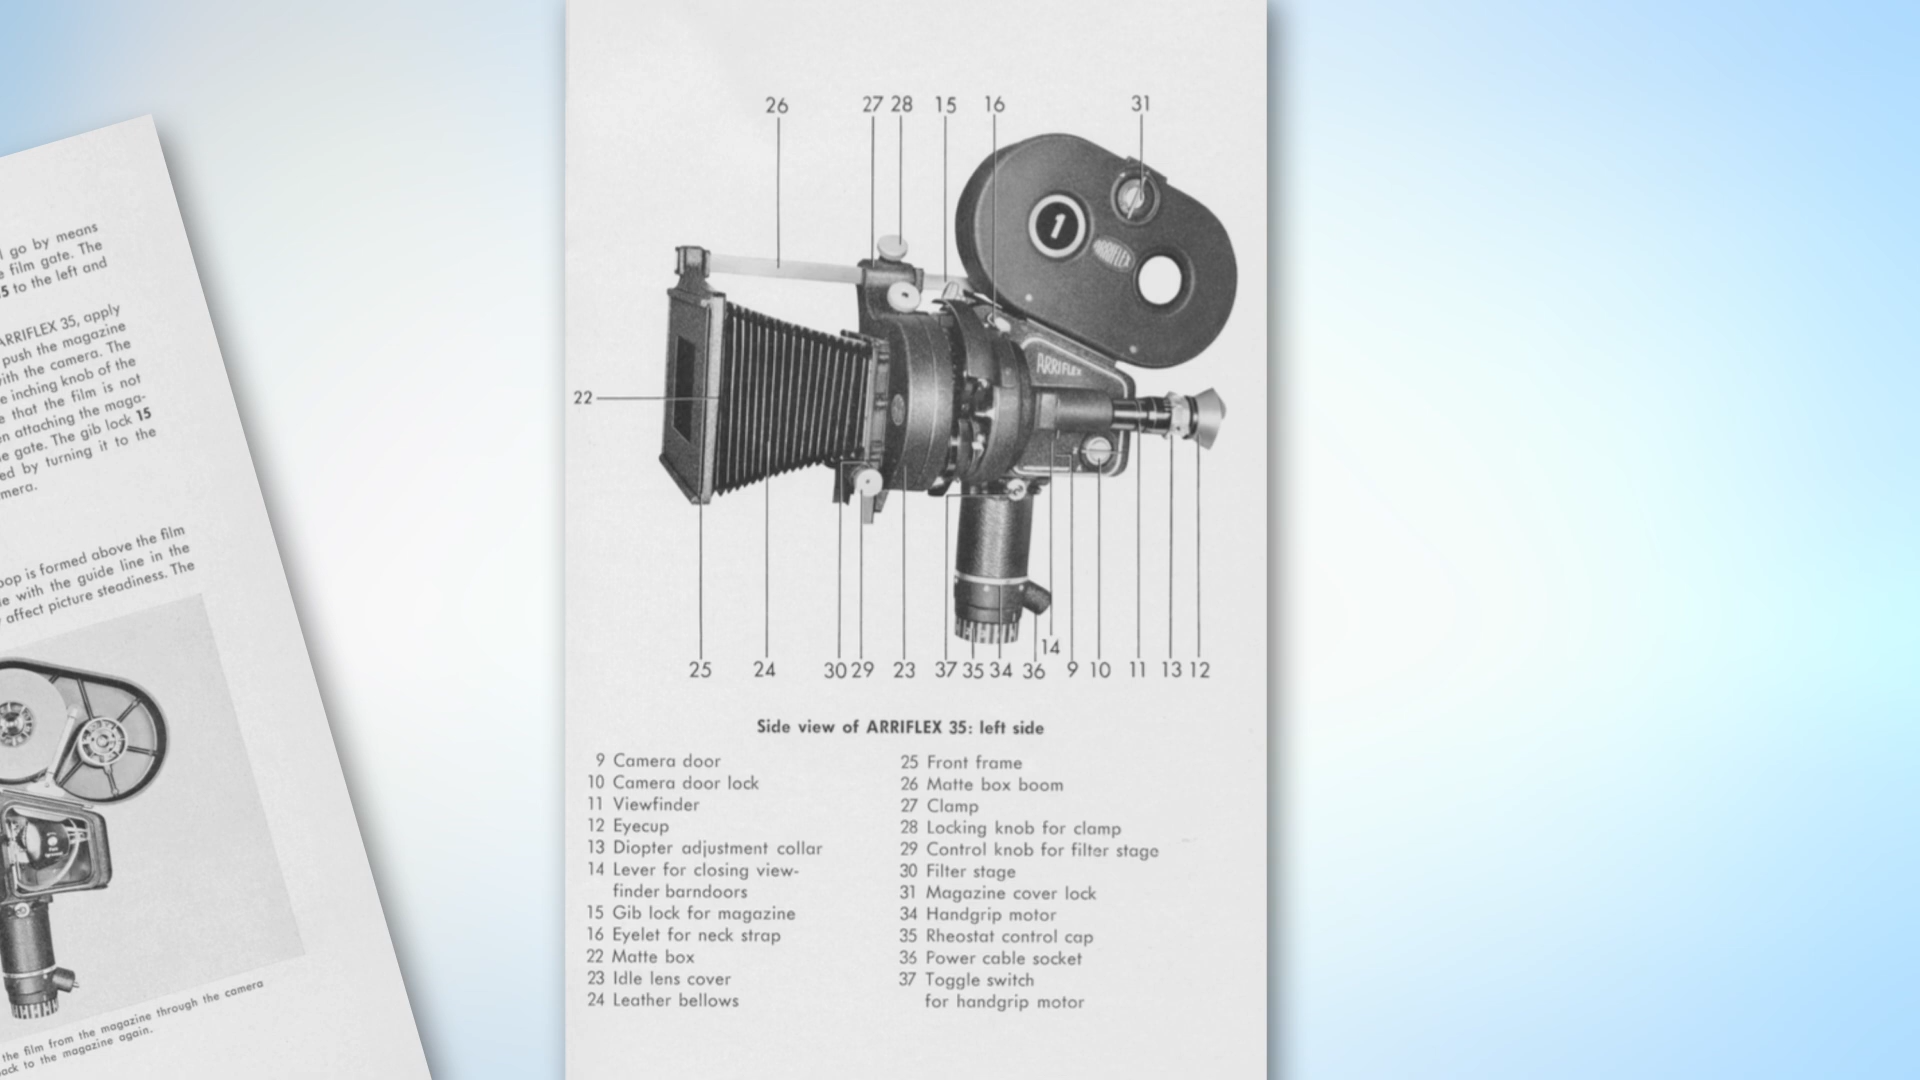 go by means
film gate. The
5 to the left and
ARRIFLEX 35, apply
push the magazine
with the camera. The
inching knob of the
that the film is not
attaching the maga-
gate. The gib lock 15
ed by turning it to the
mera.
oop is formed above the film
with the guide line in the
affect picture steadiness. The
the film from the magazine through the camera
back to the magazine again.
26 27 28 15 16 31
1
ARRIFLEX
ARRIFLEX
22
2
14
25 24 30 29 23 37 35 34 36 9 10 11 13 12
Side view of ARRIFLEX 35: left side
9 Camera door
10 Camera door lock
11 Viewfinder
12 Eyecup
13 Diopter adjustment collar
14 Lever for closing view-
finder barndoors
15 Gib lock for magazine
16 Eyelet for neck strap
22 Matte box
23 Idle lens cover
24 Leather bellows
25 Front frame
26 Matte box boom
27 Clamp
28 Locking knob for clamp
29 Control knob for filter stage
30 Filter stage
31 Magazine cover lock
34 Handgrip motor
35 Rheostat control cap
36 Power cable socket
37 Toggle switch
for handgrip motor